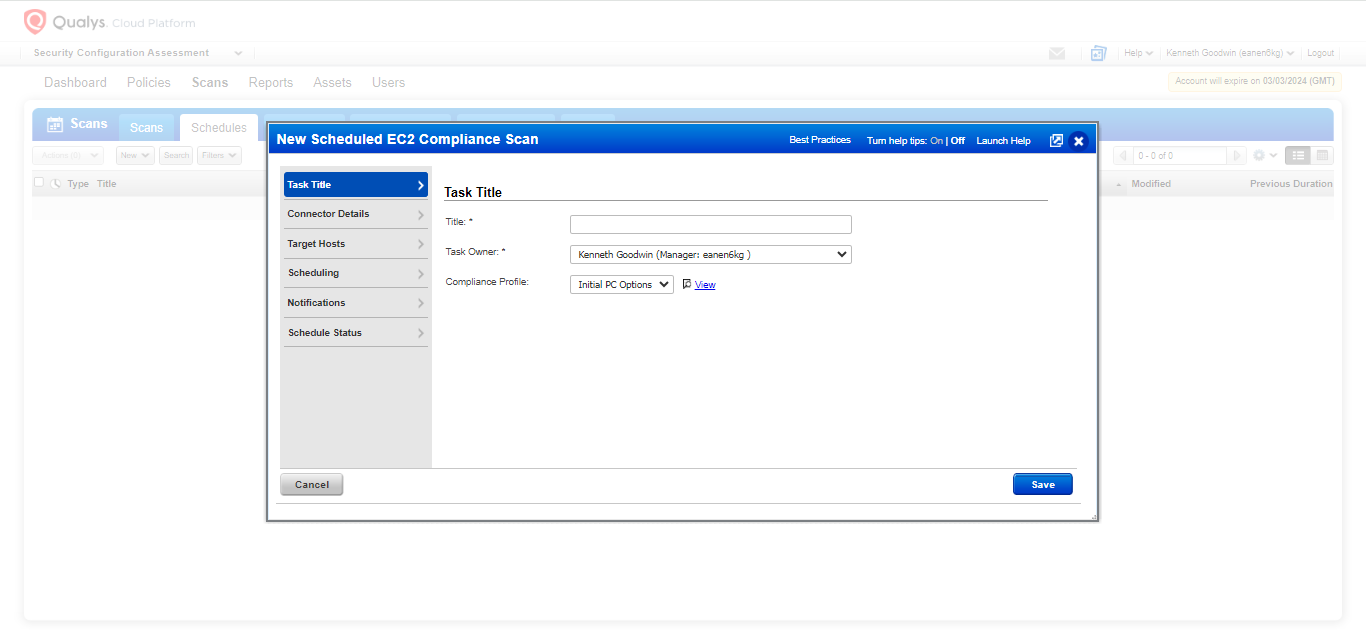 Qualys. Cloud Platform
Security Configuration Assessment
Help
Kenneth Goodwin (eanen6kg)
Logout
Dashboard Policies Scans Reports Assets Users
Account will expire on 03/03/2024 (GMT)
Scans Scans Schedules
Actions (0) New Search Filters
0 - 0 of 0
Type Title
Modified
Previous Duration
New Scheduled EC2 Compliance Scan
Best Practices
Turn help tips: On | Off
Launch Help
Task Title
Connector Details
Target Hosts
Scheduling
Notifications
Schedule Status
Task Title
Title: *
Task Owner: *
Kenneth Goodwin (Manager: eanen6kg )
Compliance Profile:
Initial PC Options
View
Cancel
Save